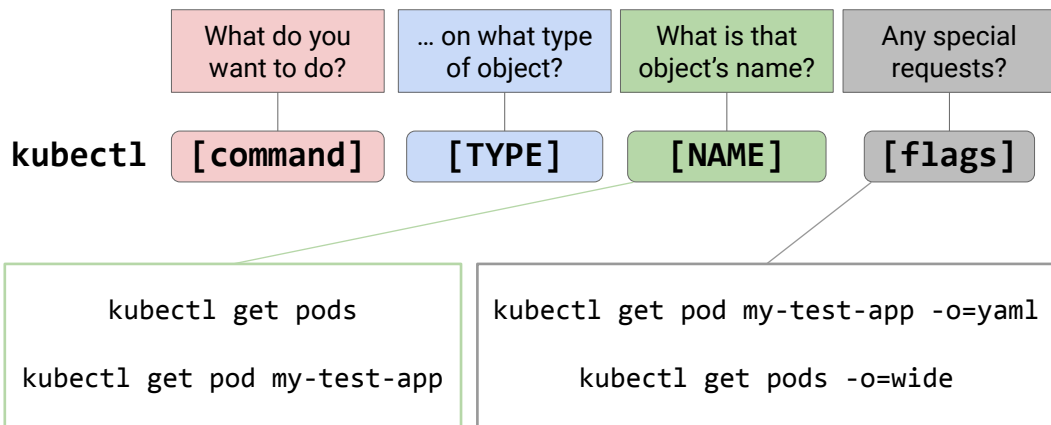 What do you
want to do?
… on what type
of object?
What is that
object's name?
Any special
requests?
kubectl [command] [TYPE] [NAME] [flags]
kubectl get pods
kubectl get pod my-test-app
kubectl get pod my-test-app -o=yaml
kubectl get pods -o=wide